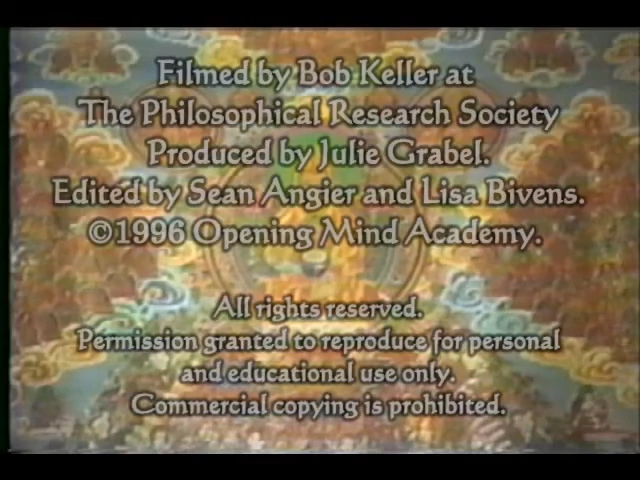 Filmed by Bob Keller at
The Philosophical Research Society
Produced by Julie Grabel.
Edited by Sean Angier and Lisa Bivens.
©1996 Opening Mind Academy.
All rights reserved.
Permission granted to reproduce for personal
and educational use only.
Commercial copying is prohibited.